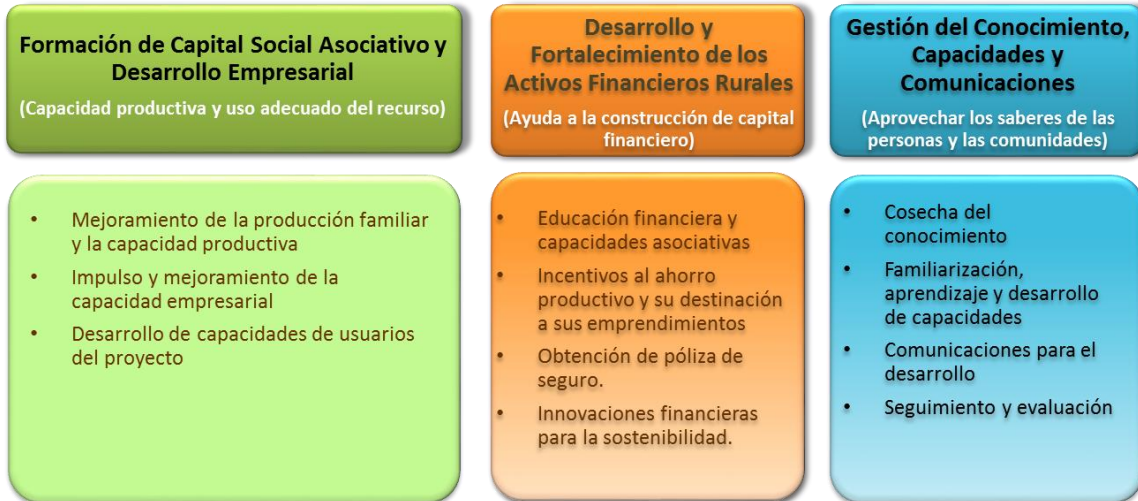 Formación de Capital Social Asociativo y
Desarrollo Empresarial
(Capacidad productiva y uso adecuado del recurso)
• Mejoramiento de la producción familiar
y la capacidad productiva
• Impulso y mejoramiento de la
capacidad empresarial
• Desarrollo de capacidades de usuarios
del proyecto
Desarrollo y
Fortalecimiento de los
Activos Financieros Rurales
(Ayuda a la construcción de capital
financiero)
• Educación financiera y
capacidades asociativas
• Incentivos al ahorro
productivo y su destinación
a sus emprendimientos
• Obtención de póliza de
seguro.
• Innovaciones financieras
para la sostenibilidad.
Gestión del Conocimiento,
Capacidades y
Comunicaciones
(Aprovechar los saberes de las
personas y las comunidades)
• Cosecha del
conocimiento
• Familiarización,
aprendizaje y desarrollo
de capacidades
• Comunicaciones para el
desarrollo
• Seguimiento y evaluación